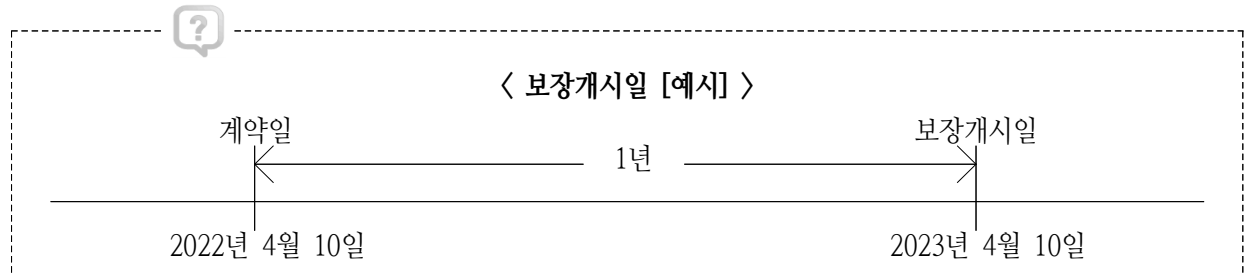 ?
〈 보장개시일 [예시] 〉
계약일 보장개시일
1년
2022년 4월 10일 2023년 4월 10일